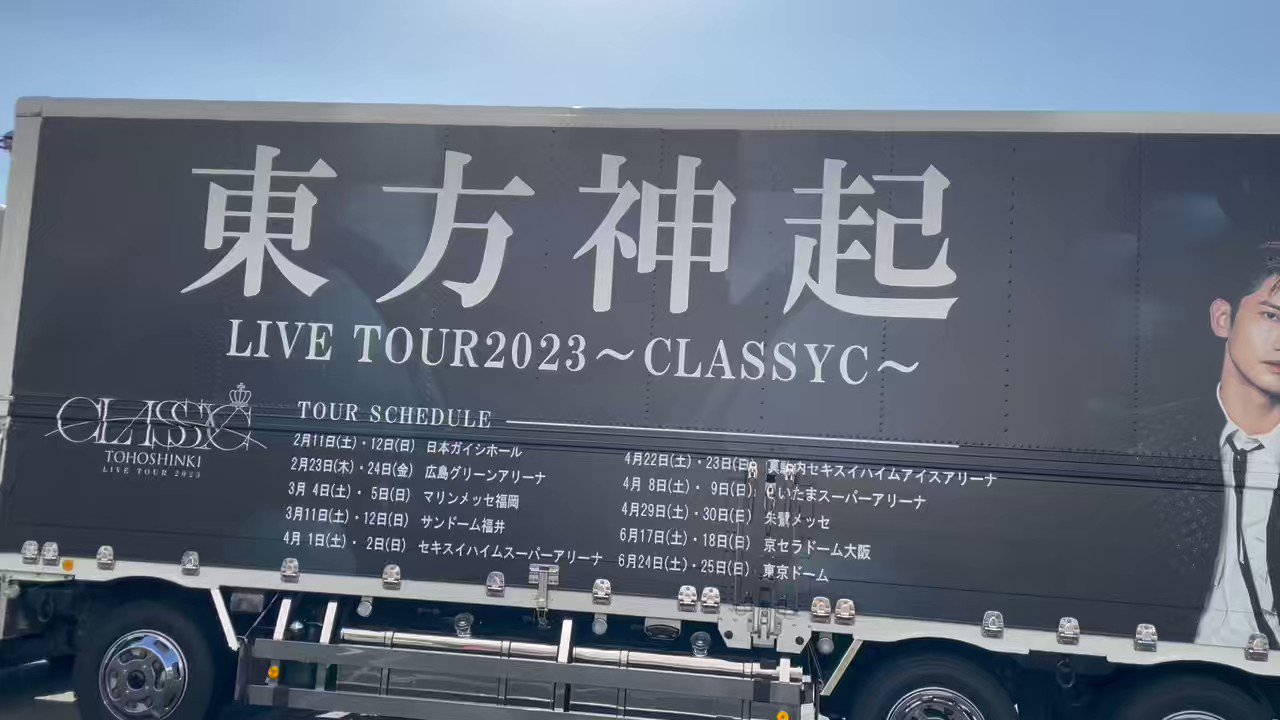 東方神起
LIVE TOUR2023～CLASSYC～
CLASSYC
TOHOSHINKI
LIVE TOUR 2023
TOUR SCHEDULE
2月11日(土)・12日(日) 日本ガイシホール
2月23日(木)・24日(金) 広島グリーンアリーナ
3月 4日(土)・ 5日(日) マリンメッセ福岡
3月11日(土)・12日(日) サンドーム福井
4月 1日(土)・ 2日(日) セキスイハイムスーパーアリーナ
4月22日(土)・23日(日) 真駒内セキスイハイムアイスアリーナ
4月 8日(土)・ 9日(日) さいたまスーパーアリーナ
4月29日(土)・30日(日) 朱鷺メッセ
6月17日(土)・18日(日) 京セラドーム大阪
6月24日(土)・25日(日) 東京ドーム